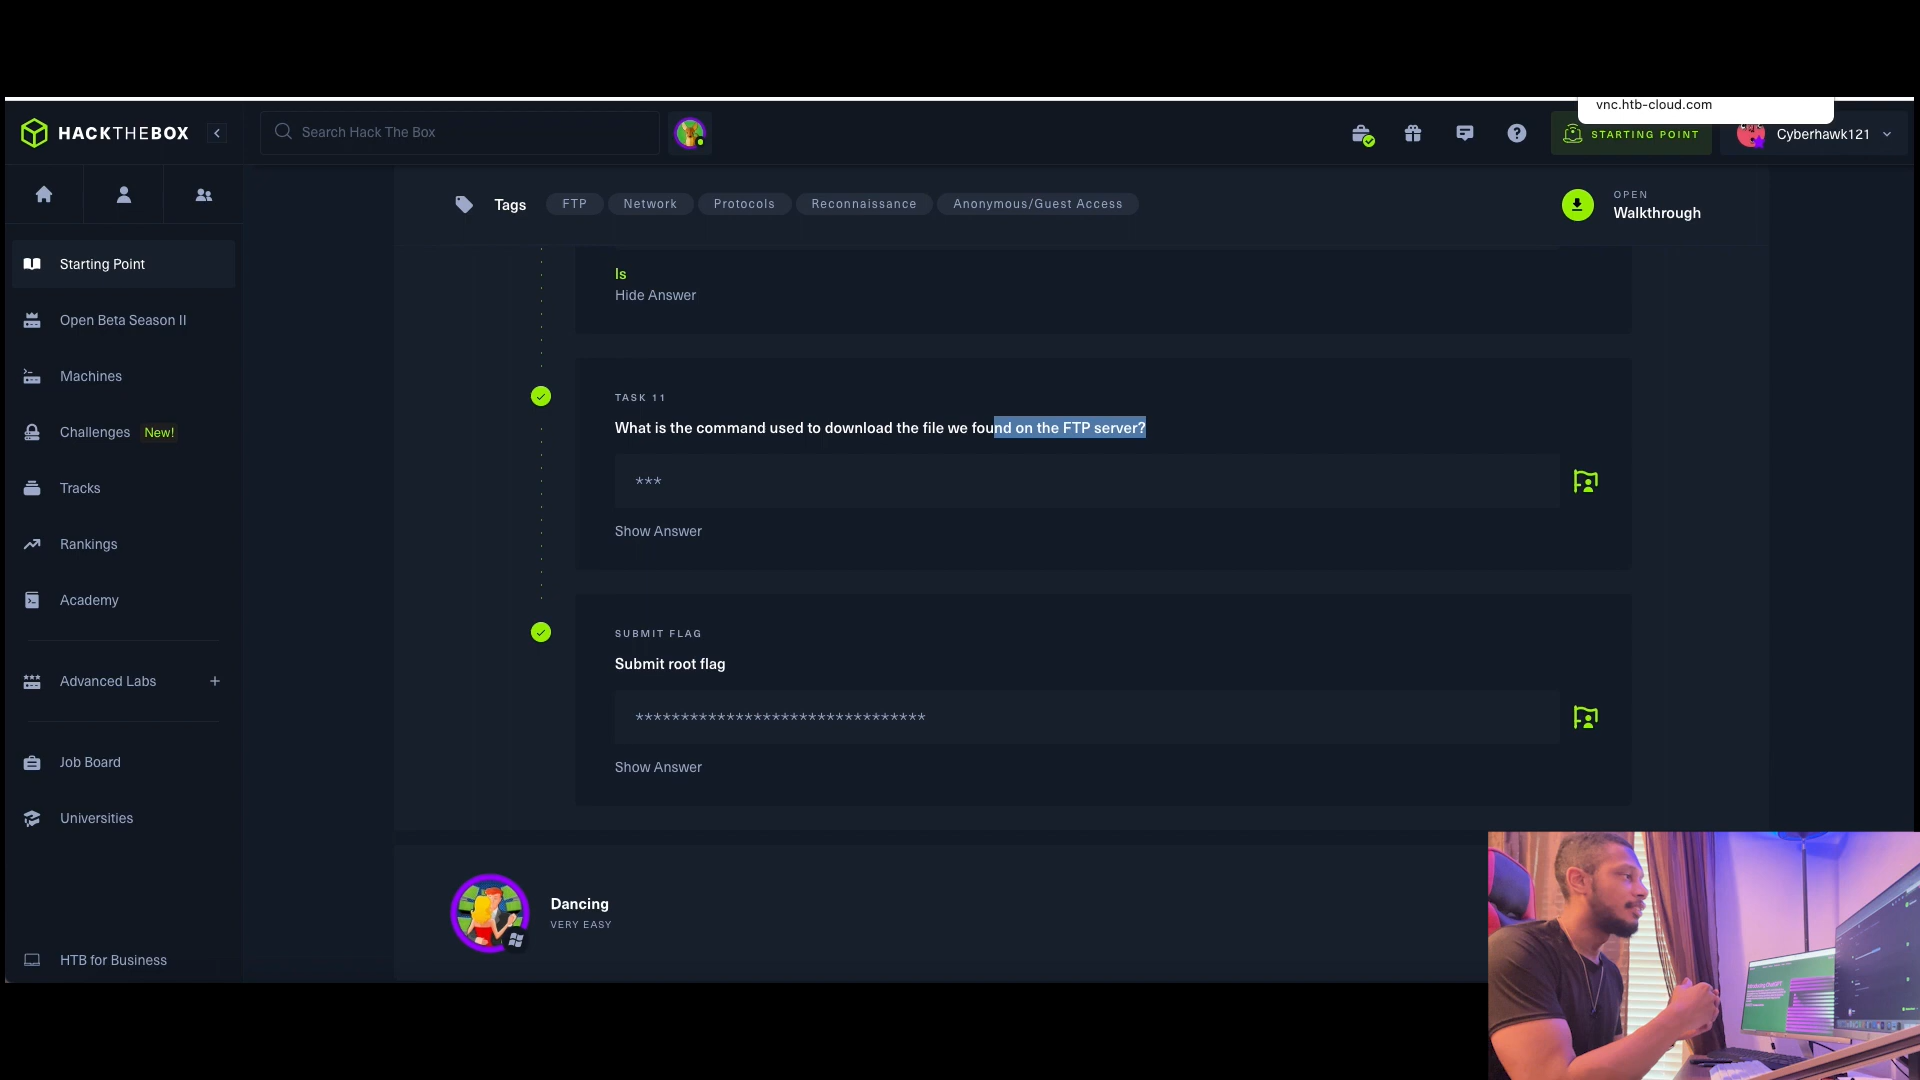 vnc.htb-cloud.com
HACKTHEBOX
Search Hack The Box
STARTING POINT
Cyberhawk121
Tags
FTP
Network
Protocols
Reconnaissance
Anonymous/Guest Access
OPEN
Walkthrough
Starting Point
Open Beta Season II
Machines
Challenges New!
Tracks
Rankings
Academy
Advanced Labs +
Job Board
Universities
HTB for Business
ls
Hide Answer
TASK 11
What is the command used to download the file we found on the FTP server?
***
Show Answer
SUBMIT FLAG
Submit root flag
********************************
Show Answer
Dancing
VERY EASY